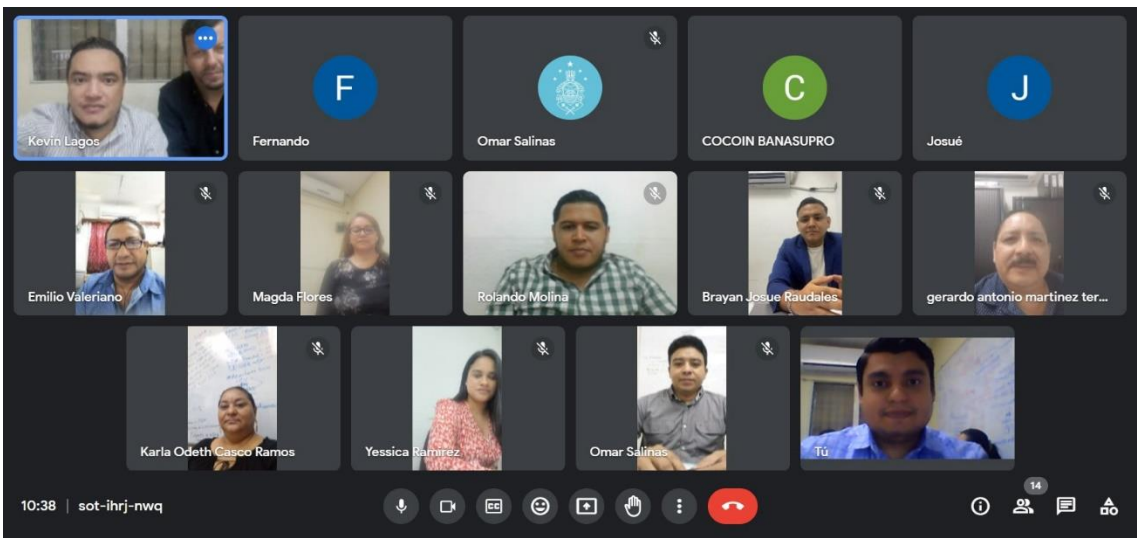 Kevin Lagos
F
Fernando
Omar Salinas
C
COCOIN BANASUPRO
J
Josué
Emilio Valeriano
Magda Flores
Rolando Molina
Brayan Josue Raudales
gerardo antonio martinez ter...
Karla Odeth Casco Ramos
Yessica Ramirez
Omar Salinas
Tú
10:38 | sot-ihrj-nwq
CC
14